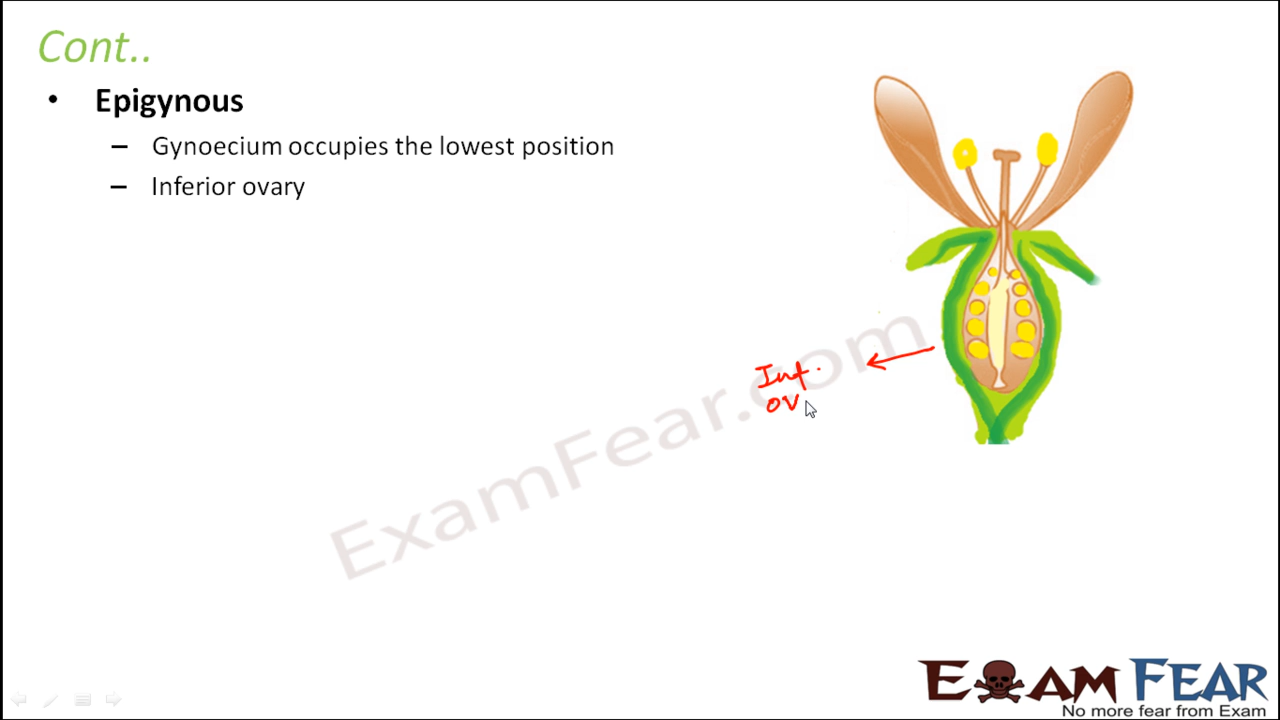 Cont..
• Epigynous
– Gynoecium occupies the lowest position
– Inferior ovary
Inf.
ov
ExamFear.com
EXAM FEAR
No more fear from Exam